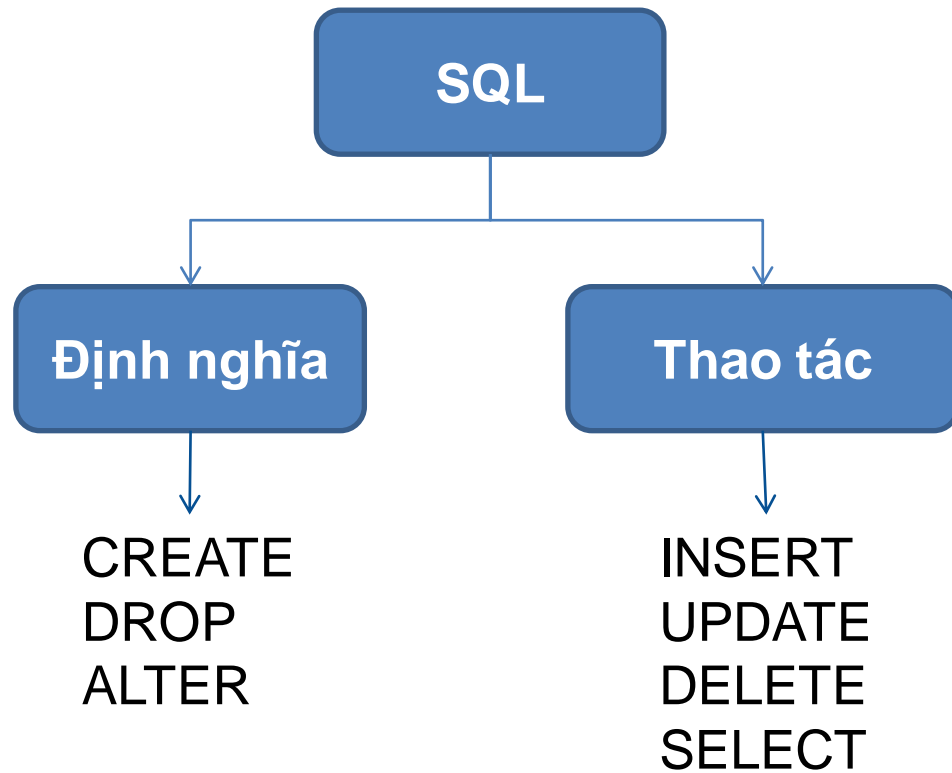 SQL
Định nghĩa
Thao tác
CREATE
DROP
ALTER
INSERT
UPDATE
DELETE
SELECT